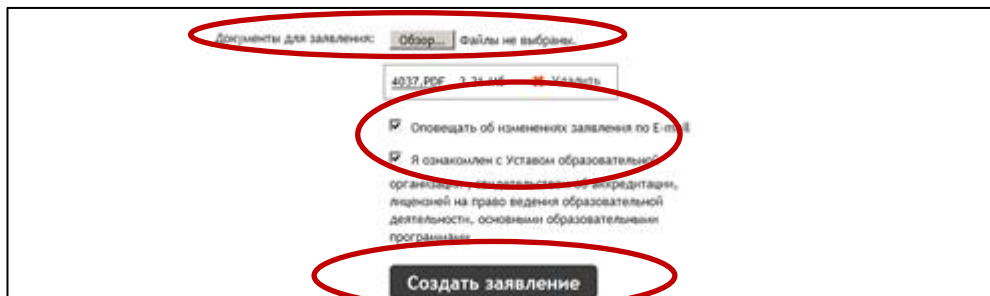 Документы для заявления: Обзор... Файлы не выбраны.
4037.PDF Удалить
Оповещать об изменениях заявления по E-mail
Я ознакомлен с Уставом образовательной
организации, свидетельством об аккредитации,
лицензией на право ведения образовательной
деятельности, основными образовательными
программами
Создать заявление